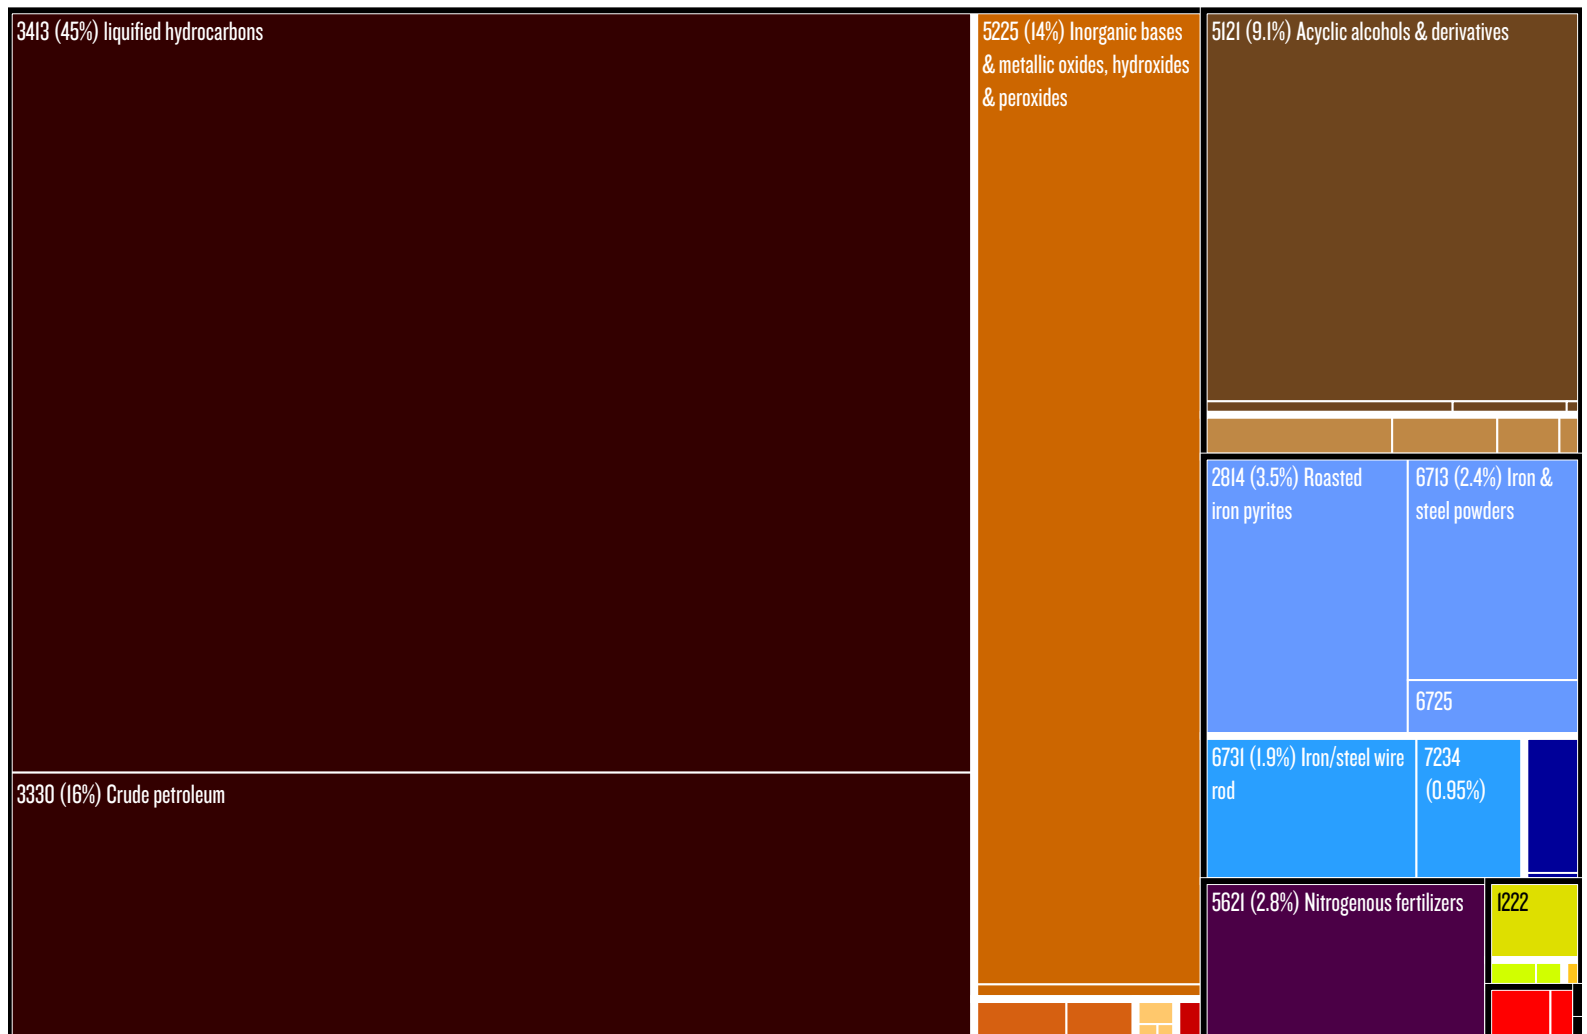 3413 (45%) liquified hydrocarbons
3330 (16%) Crude petroleum
5225 (14%) Inorganic bases
& metallic oxides, hydroxides
& peroxides
5121 (9.1%) Acyclic alcohols & derivatives
2814 (3.5%) Roasted
iron pyrites
6713 (2.4%) Iron &
steel powders
6725
6731 (1.9%) Iron/steel wire
rod
7234
(0.95%)
5621 (2.8%) Nitrogenous fertilizers
1222